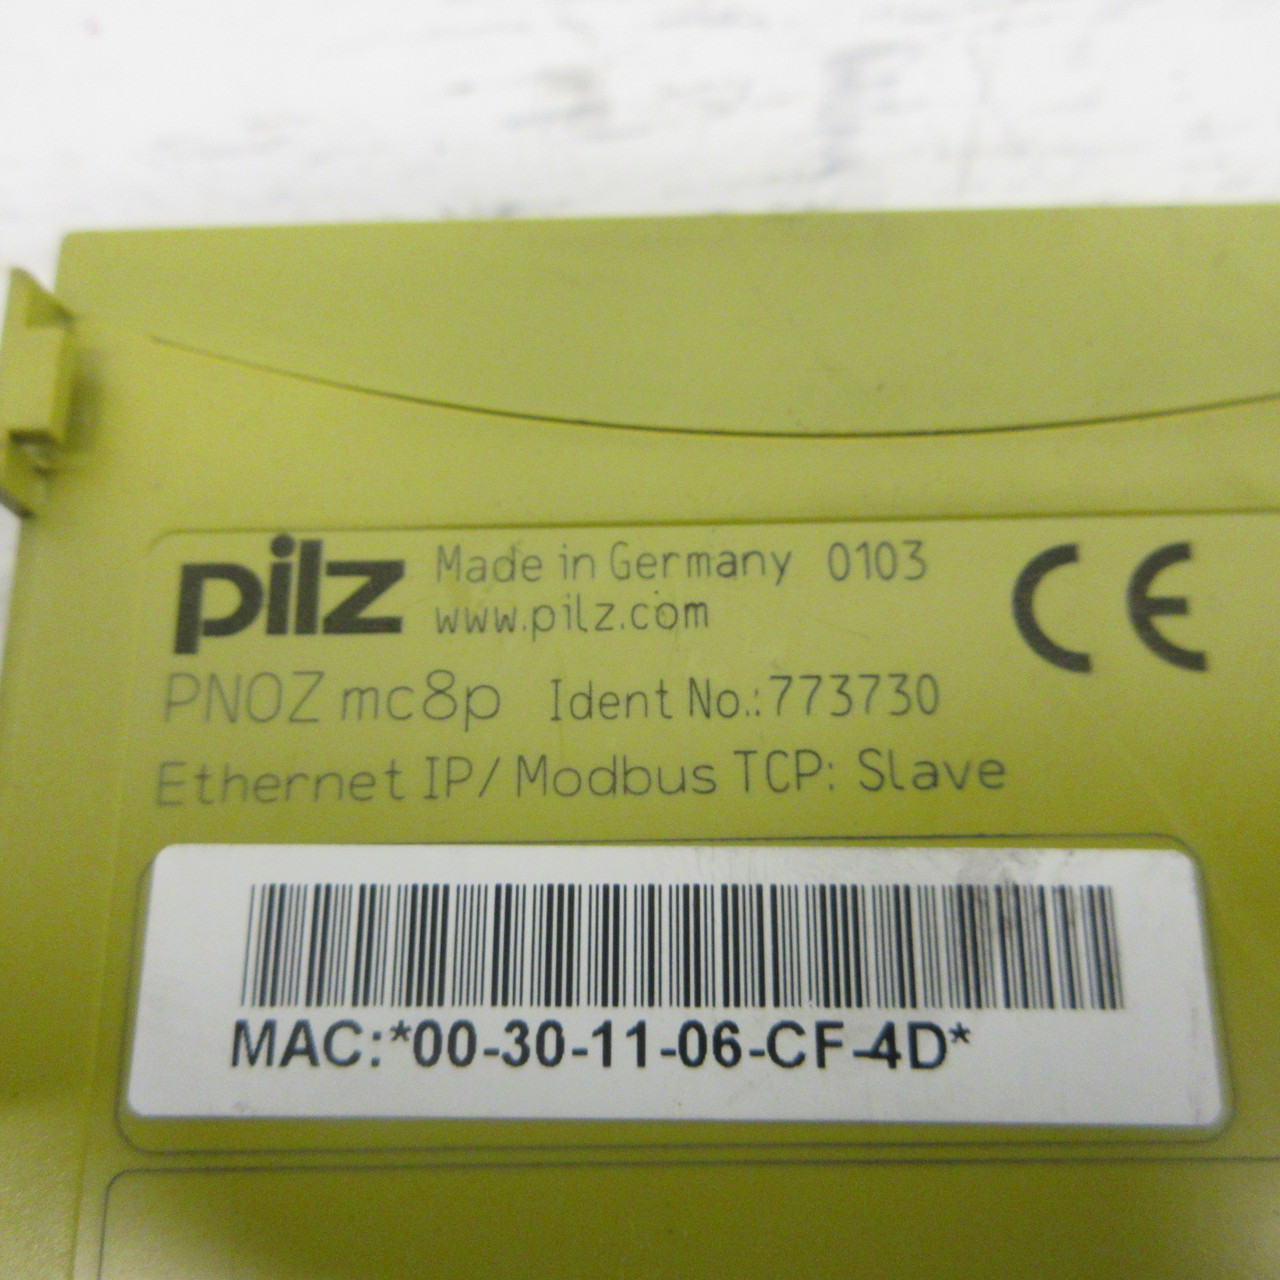 pilz Made in Germany 0103 CE
www.pilz.com
PNOZ mc8p Ident No.:773730
Ethernet IP/Modbus TCP: Slave
MAC:*00-30-11-06-CF-4D*